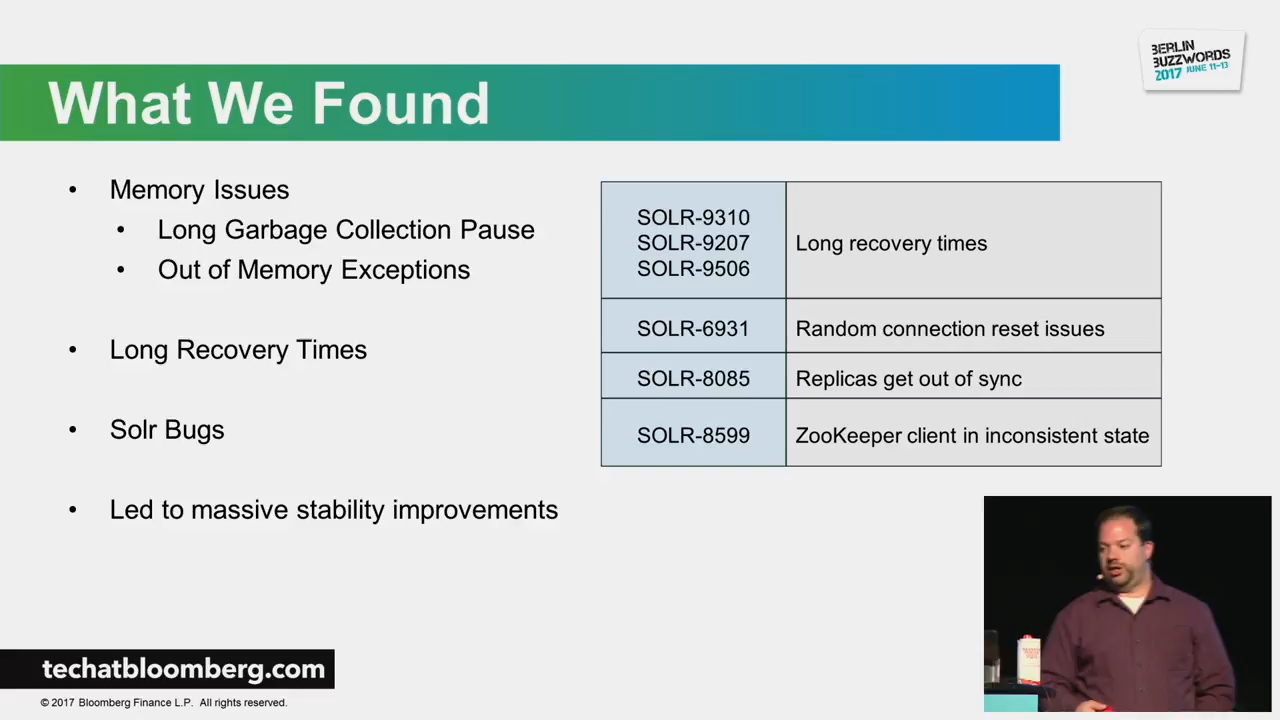 BERLIN
BUZZWORDS
2017 JUNE 11-13
What We Found
• Memory Issues
• Long Garbage Collection Pause
• Out of Memory Exceptions
• Long Recovery Times
• Solr Bugs
• Led to massive stability improvements
SOLR-9310
SOLR-9207
SOLR-9506
Long recovery times
SOLR-6931
Random connection reset issues
SOLR-8085
Replicas get out of sync
SOLR-8599
ZooKeeper client in inconsistent state
techatbloomberg.com
© 2017 Bloomberg Finance L.P. All rights reserved.